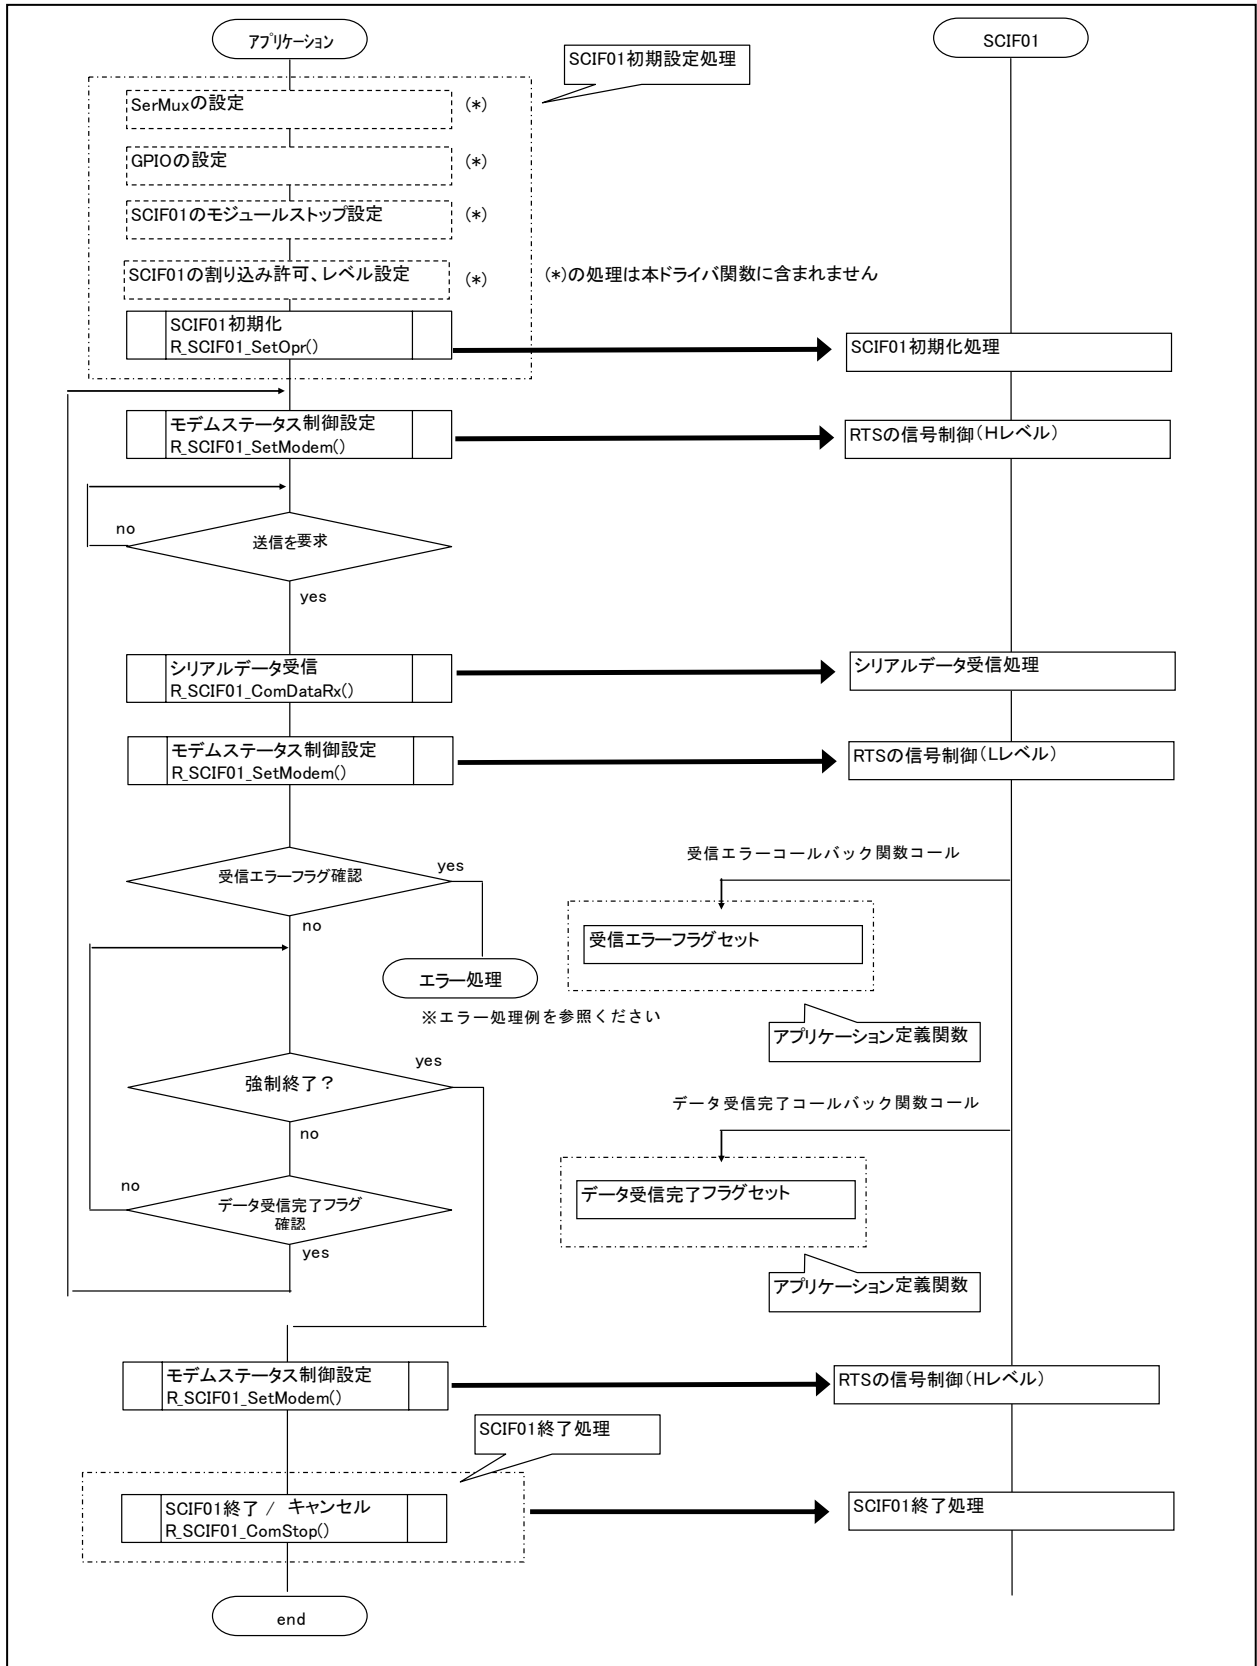 アプリケーション
SCIF01
SCIF01初期設定処理
SerMuxの設定
(*)
GPIOの設定
(*)
SCIF01のモジュールストップ設定
(*)
SCIF01の割り込み許可、レベル設定
(*)
(*)の処理は本ドライバ関数に含まれません
SCIF01初期化
R_SCIF01_SetOpr()
SCIF01初期化処理
モデムステータス制御設定
R_SCIF01_SetModem()
RTSの信号制御(Hレベル)
no
送信を要求
yes
シリアルデータ受信
R_SCIF01_ComDataRx()
シリアルデータ受信処理
モデムステータス制御設定
R_SCIF01_SetModem()
RTSの信号制御(Lレベル)
受信エラーコールバック関数コール
受信エラーフラグ確認
yes
no
受信エラーフラグセット
エラー処理
※エラー処理例を参照ください
アプリケーション定義関数
強制終了?
yes
no
データ受信完了コールバック関数コール
no
データ受信完了フラグ
確認
yes
データ受信完了フラグセット
アプリケーション定義関数
モデムステータス制御設定
R_SCIF01_SetModem()
RTSの信号制御(Hレベル)
SCIF01終了処理
SCIF01終了 / キャンセル
R_SCIF01_ComStop()
SCIF01終了処理
end